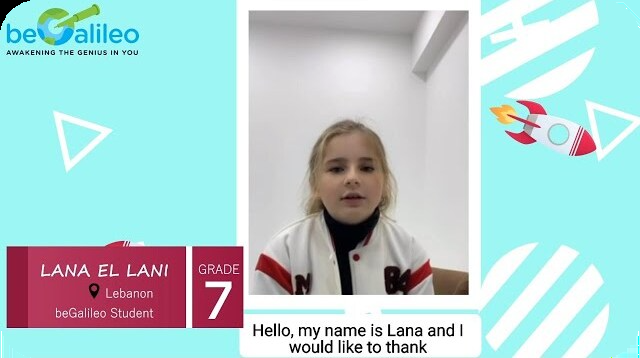 beGalileo
AWAKENING THE GENIUS IN YOU
LANA EL LANI
Lebanon
beGalileo Student
GRADE
7
N 84
Hello, my name is Lana and I
would like to thank